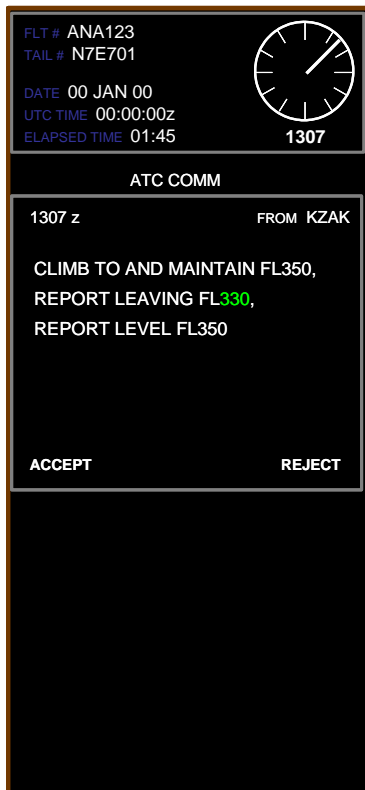 FLT # ANA123
TAIL # N7E701
DATE 00 JAN 00
UTC TIME 00:00:00z
ELAPSED TIME 01:45
1307
ATC COMM
1307 z FROM KZAK
CLIMB TO AND MAINTAIN FL350,
REPORT LEAVING FL330,
REPORT LEVEL FL350
ACCEPT REJECT